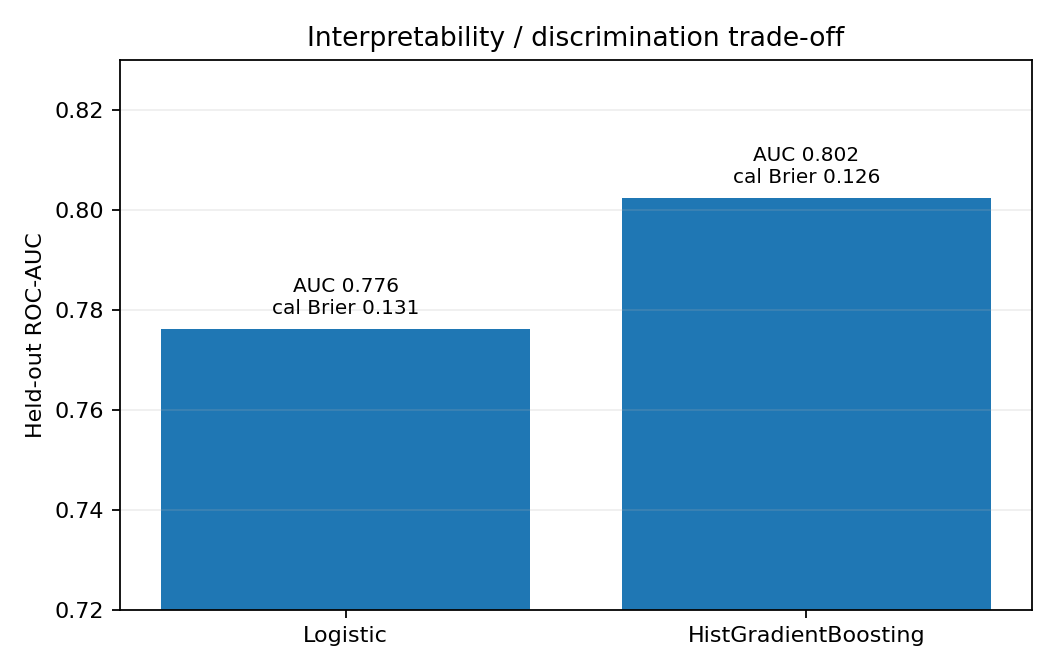 Interpretability / discrimination trade-off
Held-out ROC-AUC
0.82
0.80
0.78
0.76
0.74
0.72
AUC 0.776
cal Brier 0.131
AUC 0.802
cal Brier 0.126
Logistic
HistGradientBoosting